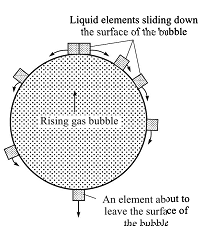 Liquid elements sliding down
the surface of the bubble
Rising gas bubble
An element about to
leave the surface of
the bubble